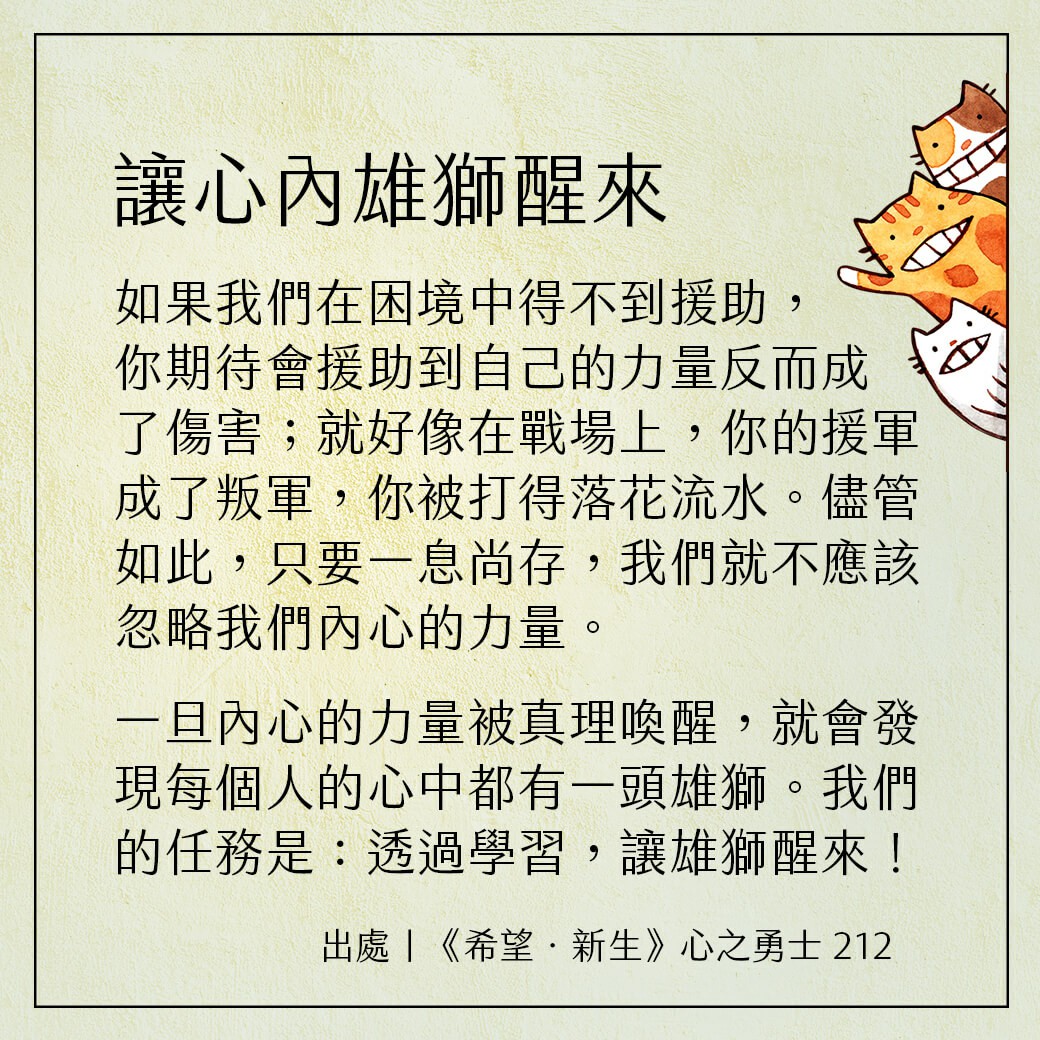 讓心內雄獅醒來
如果我們在困境中得不到援助，
你期待會援助到自己的力量反而成
了傷害；就好像在戰場上，你的援軍
成了叛軍，你被打得落花流水。儘管
如此，只要一息尚存，我們就不應該
忽略我們內心的力量。
一旦內心的力量被真理喚醒，就會發
現每個人的心中都有一頭雄獅。我們
的任務是：透過學習，讓雄獅醒來！
出處｜《希望．新生》心之勇士 212